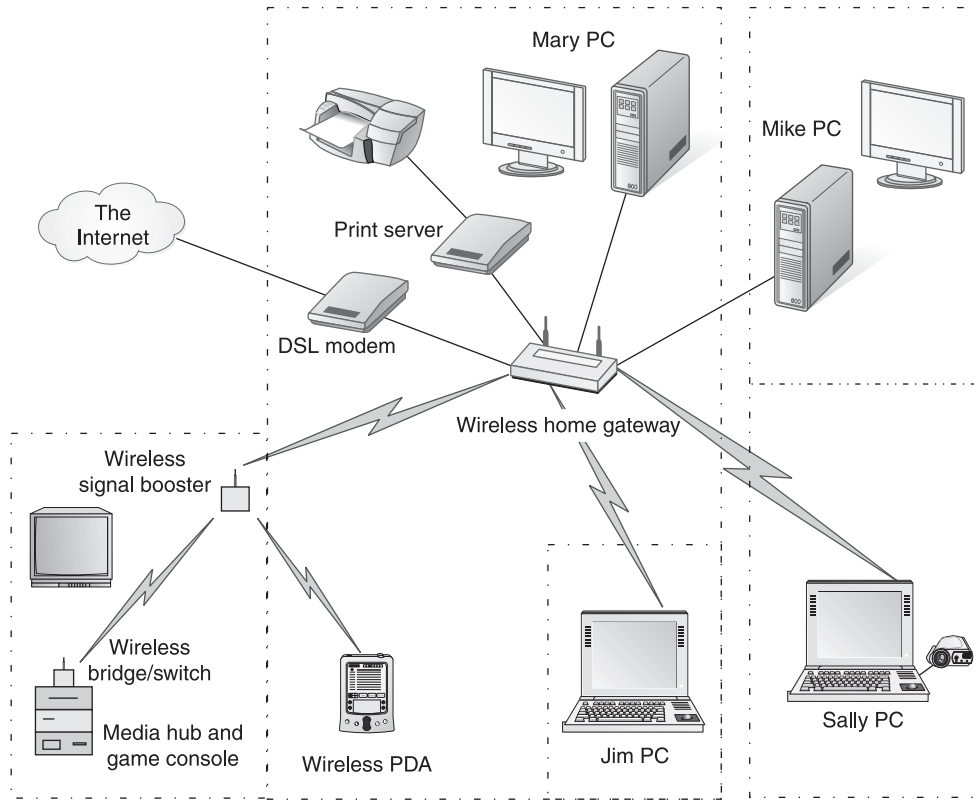 Mary PC
Mike PC
The
Internet
Print server
DSL modem
Wireless home gateway
Wireless
signal booster
Wireless
bridge/switch
Media hub and
game console
Wireless PDA
Jim PC
Sally PC